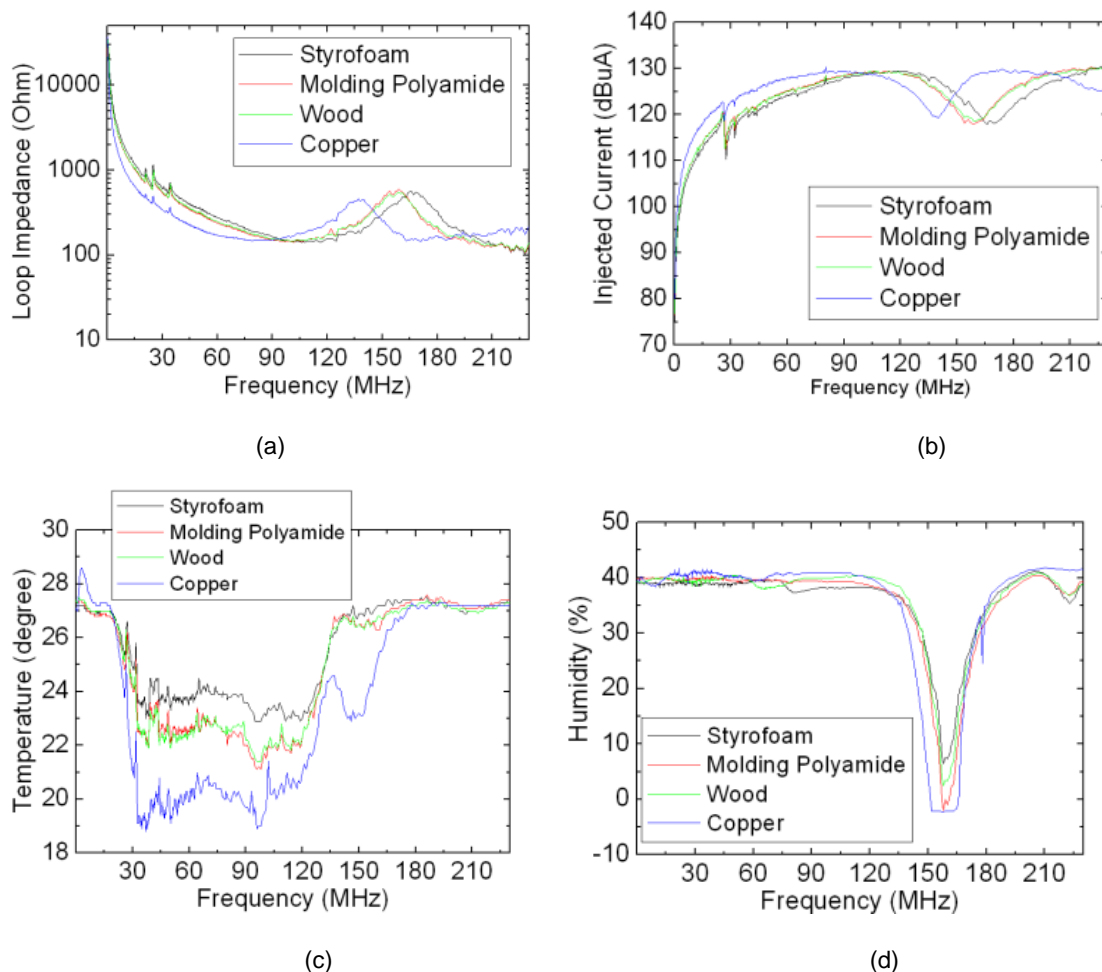 Loop Impedance (Ohm)
10000
1000
100
10
Styrofoam
Molding Polyamide
Wood
Copper
30 60 90 120 150 180 210
Frequency (MHz)
(a)
Injected Current (dBuA)
140
130
120
110
100
90
80
70
Styrofoam
Molding Polyamide
Wood
Copper
0 30 60 90 120 150 180 210
Frequency (MHz)
(b)
Temperature (degree)
30
28
26
24
22
20
18
Styrofoam
Molding Polyamide
Wood
Copper
30 60 90 120 150 180 210
Frequency (MHz)
(c)
Humidity (%)
50
40
30
20
10
0
-10
Styrofoam
Molding Polyamide
Wood
Copper
30 60 90 120 150 180 210
Frequency (MHz)
(d)